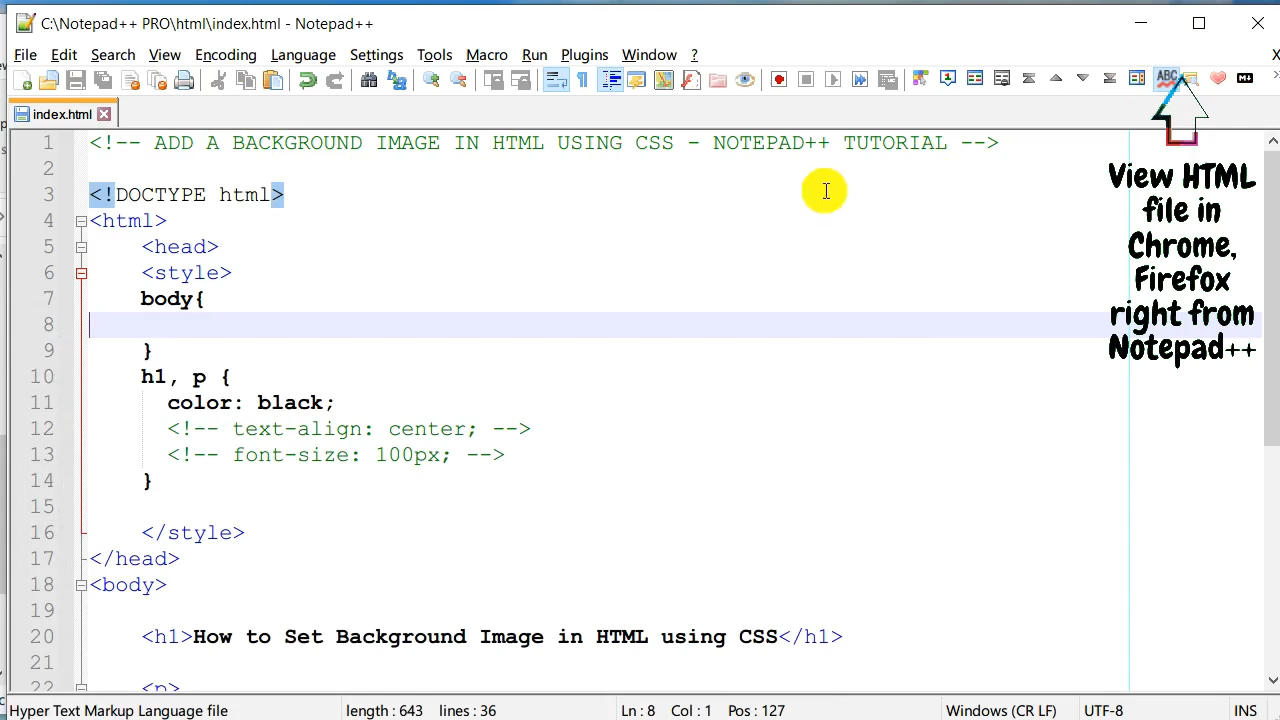 C:\Notepad++ PRO\html\index.html - Notepad++
File Edit Search View Encoding Language Settings Tools Macro Run Plugins Window ?
ABC
index.html
1 <!-- ADD A BACKGROUND IMAGE IN HTML USING CSS - NOTEPAD++ TUTORIAL -->
2
3 <!DOCTYPE html>
4 <html>
5 <head>
6 <style>
7 body{
8
9 }
10 h1, p {
11 color: black;
12 <!-- text-align: center; -->
13 <!-- font-size: 100px; -->
14 }
15
16 </style>
17 </head>
18 <body>
19
20 <h1>How to Set Background Image in HTML using CSS</h1>
21
22 <p>
View HTML
file in
Chrome,
Firefox
right from
Notepad++
Hyper Text Markup Language file length : 643 lines : 36 Ln : 8 Col : 1 Pos : 127 Windows (CR LF) UTF-8 INS